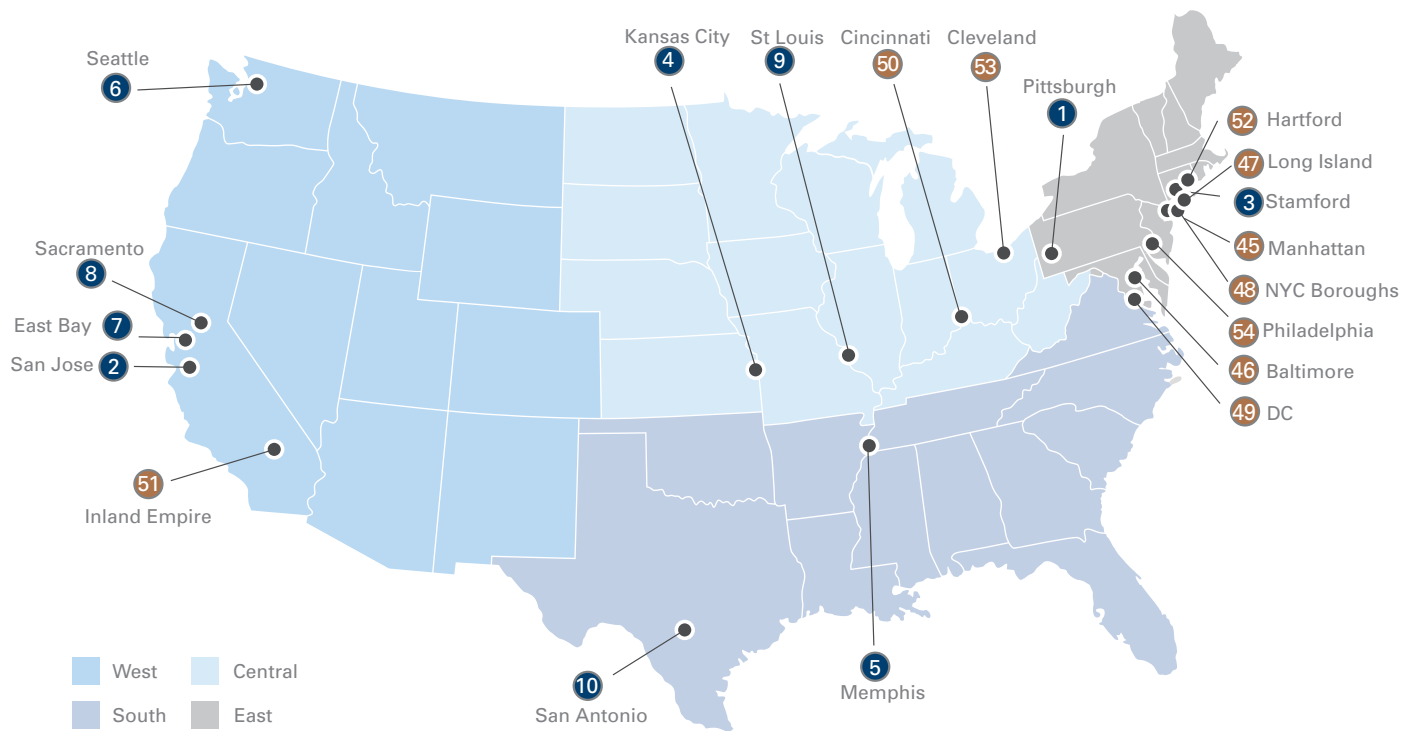 Kansas City
4
St Louis
9
Cincinnati
50
Cleveland
53
Pittsburgh
1
Seattle
6
52 Hartford
47 Long Island
3 Stamford
45 Manhattan
48 NYC Boroughs
54 Philadelphia
46 Baltimore
49 DC
Sacramento
8
East Bay 7
San Jose 2
51
Inland Empire
5
Memphis
10
San Antonio
West
Central
South
East